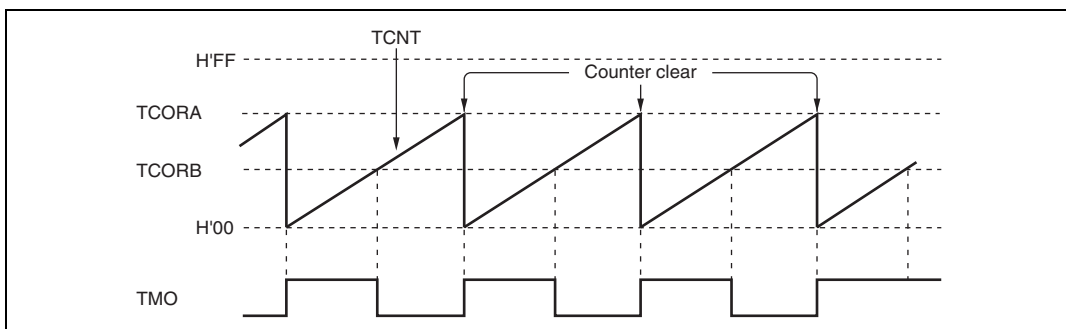 TCNT
H'FF
Counter clear
TCORA
TCORB
H'00
TMO